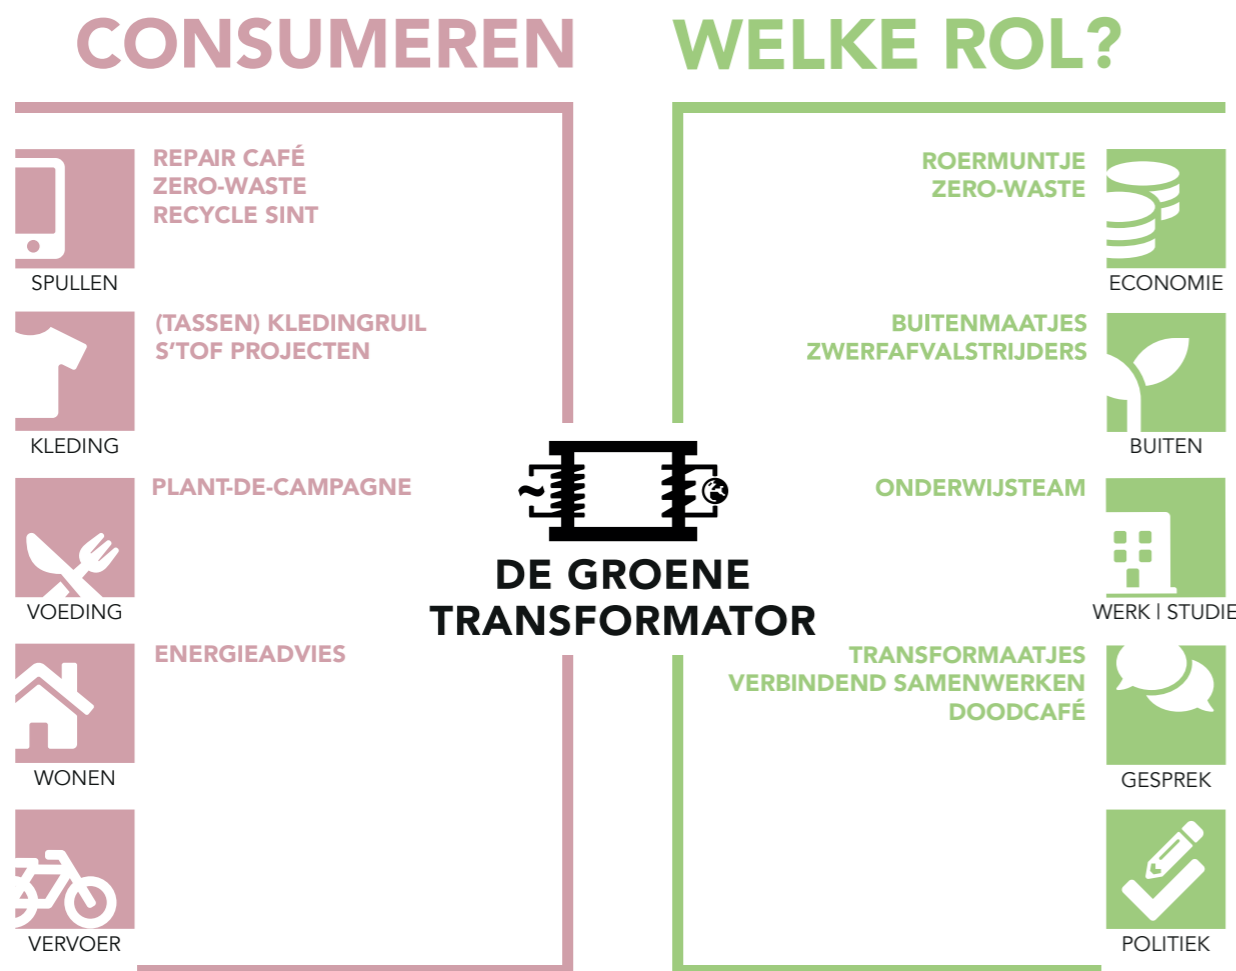 CONSUMEREN
REPAIR CAFÉ
ZERO-WASTE
RECYCLE SINT
SPULLEN
(TASSEN) KLEDINGRUIL
S'TOF PROJECTEN
KLEDING
PLANT-DE-CAMPAGNE
VOEDING
ENERGIEADVIES
WONEN
VERVOER
DE GROENE
TRANSFORMATOR
WELKE ROL?
ROERMUNTJE
ZERO-WASTE
ECONOMIE
BUITENMAATJES
ZWERFAFVALSTRIJDERS
BUITEN
ONDERWIJSTEAM
WERK | STUDIE
TRANSFORMAATJES
VERBINDEND SAMENWERKEN
DOODCAFÉ
GESPREK
POLITIEK